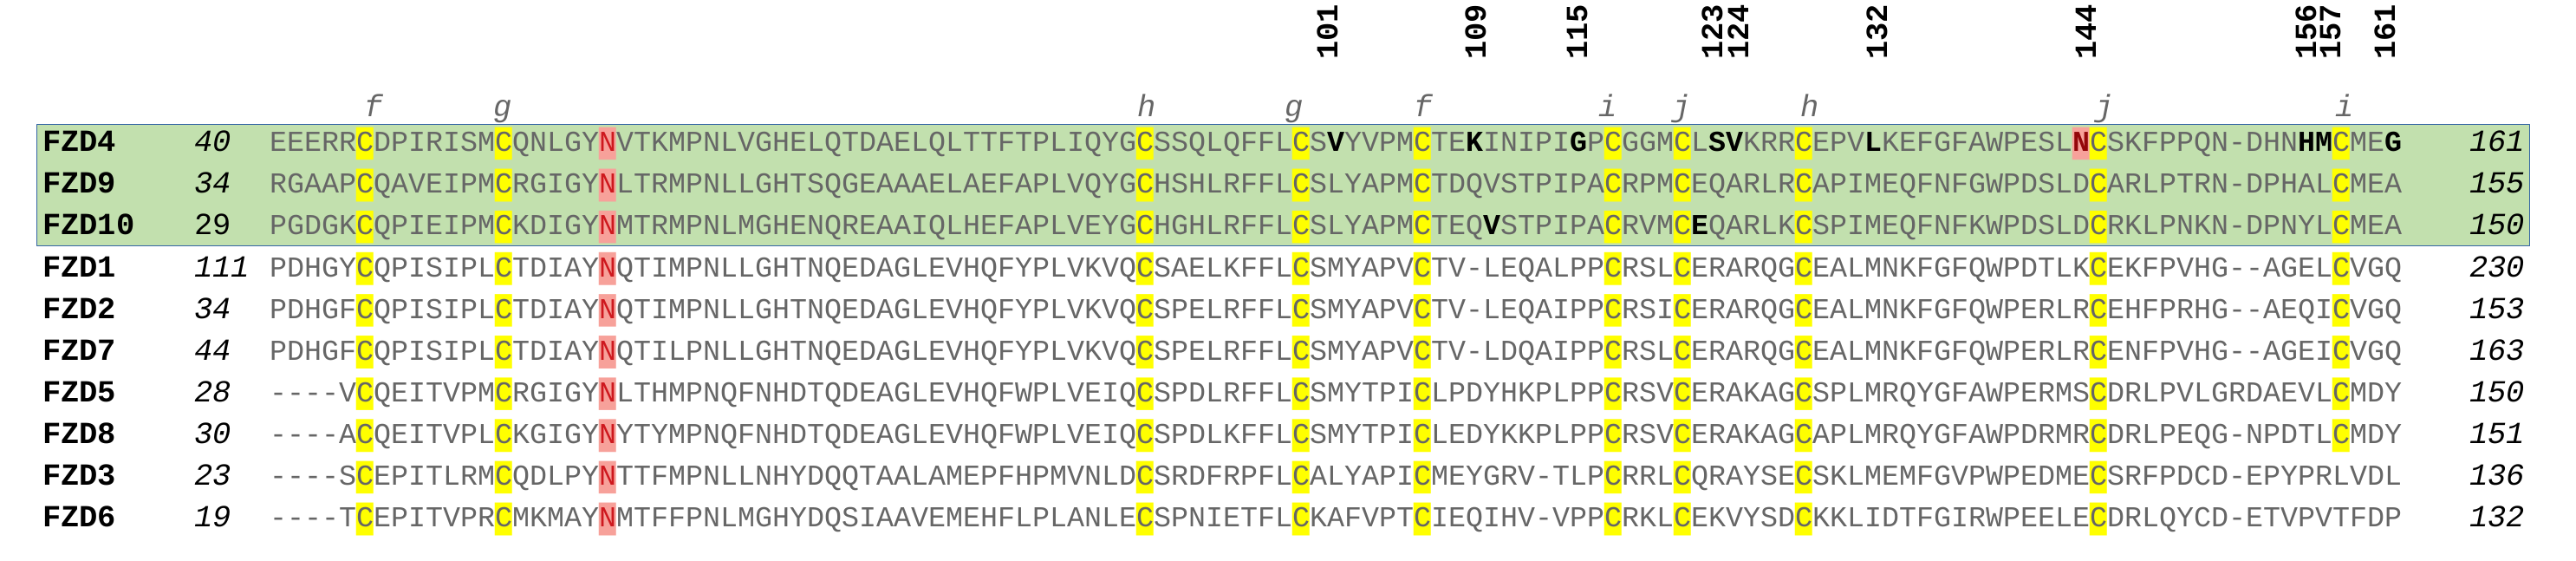 101 109 115 123 124 132 144 156 157 161
f g h g f i j h j i
FZD4 40 EEERRCDPIRISMCQNLGYNVTKMPNLVGHELQTDAELQLTTFTPLIQYGCSSQLQFFLCSVYVPMCTEKINIPIGPCGGMCLSVKRRCEPVLKEFGFAWPESLNCSKFPPQN-DHNHMCMEG 161
FZD9 34 RGAAPCQAVEIPMCRGIGYNLTRMPNLLGHTSQGEAAAELAEFAPLVQYGCHSHLRFFLCSLYAPMCTDQVSTPIPACRPMCEQARLRCAPIMEQFNFGWPDSLDCARLPTRN-DPHALCMEA 155
FZD10 29 PGDGKCQPIEIPMCKDIGYNMTRMPNLMGHENQREAAIQLHEFAPLVEYGCHGHLRFFLCSLYAPMCTEQVSTPIPACRVMCEQARLKCSPIMEQFNFKWPDSLDCRKLPNKN-DPNYLCMEA 150
FZD1 111 PDHGYCQPISIPLCTDIAYNQTIMPNLLGHTNQEDAGLEVHQFYPLVKVQCSAELKFFLCSMYAPVCTV-LEQALPPCRSLCERARQGCEALMNKFGFQWPDTLKCEKFPVHG--AGELCVGQ 230
FZD2 34 PDHGFCQPISIPLCTDIAYNQTIMPNLLGHTNQEDAGLEVHQFYPLVKVQCSPELRFFLCSMYAPVCTV-LEQAIPPCRSICERARQGCEALMNKFGFQWPERLRCEHFPRHG--AEQICVGQ 153
FZD7 44 PDHGFCQPISIPLCTDIAYNQTILPNLLGHTNQEDAGLEVHQFYPLVKVQCSPELRFFLCSMYAPVCTV-LDQAIPPCRSLCERARQGCEALMNKFGFQWPERLRCENFPVHG--AGEICVGQ 163
FZD5 28 ----VCQEITVPMCRGIGYNLTHMPNQFNHDTQDEAGLEVHQFWPLVEIQCSPDLRFFLCSMYTPICLPDYHKPLPPCRSVCERAKAGCSPLMRQYGFAWPERMSCDRLPVLGRDAEVLCMDY 150
FZD8 30 ----ACQEITVPLCKGIGYNYTYMPNQFNHDTQDEAGLEVHQFWPLVEIQCSPDLKFFLCSMYTPICLEDYKKPLPPCRSVCERAKAGCAPLMRQYGFAWPDRMRCDRLPEQG-NPDTLCMDY 151
FZD3 23 ----SCEPITLRMCQDLPYNTTFMPNLLNHYDQQTAALAMEPFHPMVNLDCSRDFRPFLCALYAPICMEYGRV-TLPCRRLCQRAYSECSKLMEMFGVPWPEDMECSRFPDCD-EPYPRLVDL 136
FZD6 19 ----TCEPITVPRCMKMAYNMTFFPNLMGHYDQSIAAVEMEHFLPLANLECSPNIETFLCKAFVPTCIEQIHV-VPPCRKLCEKVYSDCKKLIDTFGIRWPEELECDRLQYCD-ETVPVTFDP 132